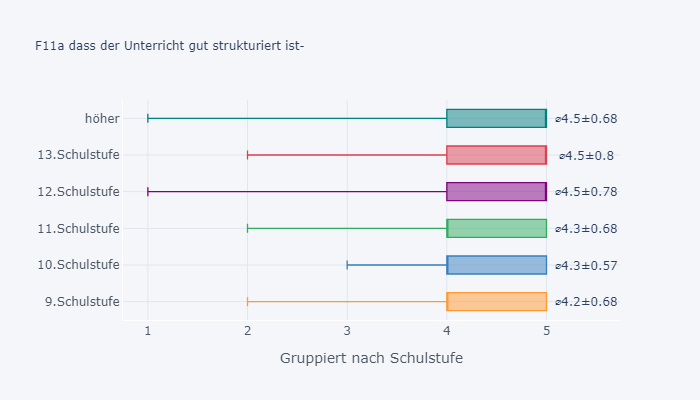 F11a dass der Unterricht gut strukturiert ist-
höher
⌀4.5±0.68
13.Schulstufe
⌀4.5±0.8
12.Schulstufe
⌀4.5±0.78
11.Schulstufe
⌀4.3±0.68
10.Schulstufe
⌀4.3±0.57
9.Schulstufe
⌀4.2±0.68
1 2 3 4 5
Gruppiert nach Schulstufe